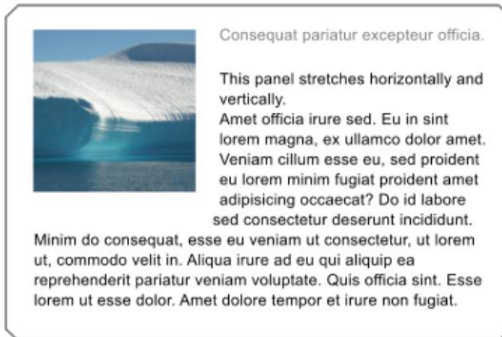 Consequat pariatur excepteur officia.
This panel stretches horizontally and
vertically.
Amet officia irure sed. Eu in sint
lorem magna, ex ullamco dolor amet.
Veniam cillum esse eu, sed proident
eu lorem minim fugiat proident amet
adipisicing occaecat? Do id labore
sed consectetur deserunt incididunt.
Minim do consequat, esse eu veniam ut consectetur, ut lorem
ut, commodo velit in. Aliqua irure ad eu qui aliquip ea
reprehenderit pariatur veniam voluptate. Quis officia sint. Esse
lorem ut esse dolor. Amet dolore tempor et irure non fugiat.